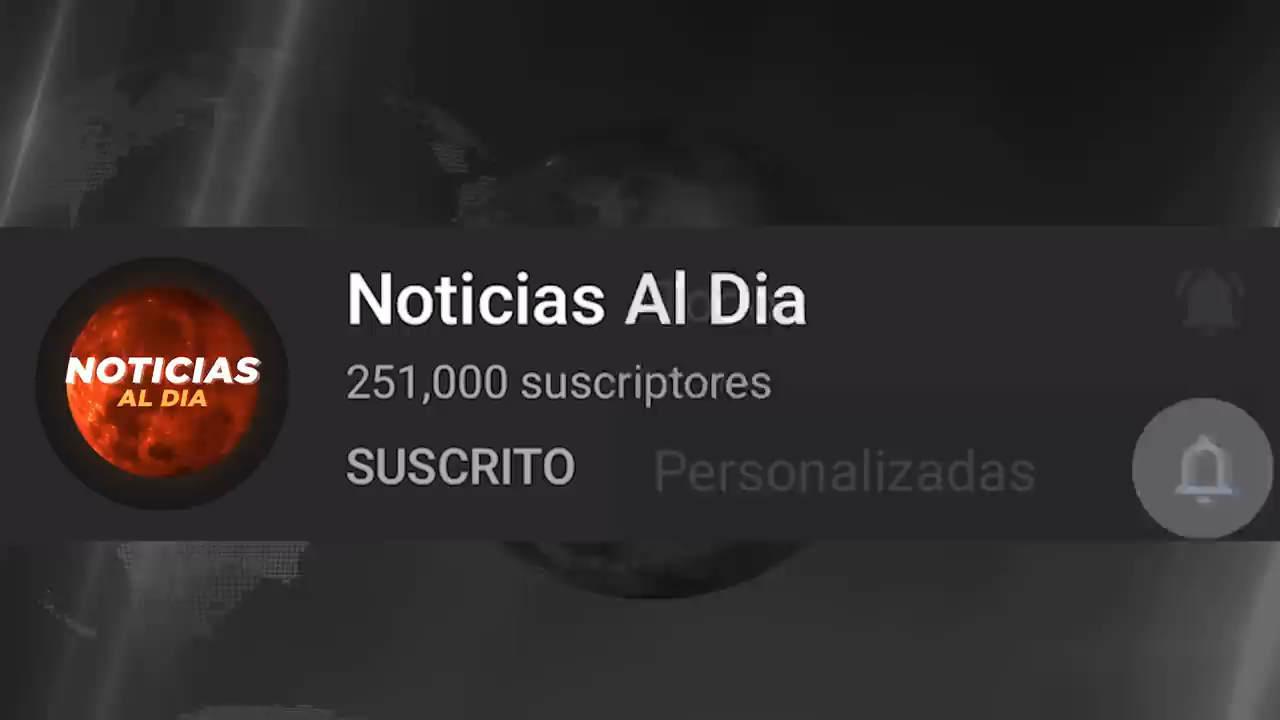 NOTICIAS
AL DIA
Noticias Al Dia
251,000 suscriptores
SUSCRITO
Personalizadas